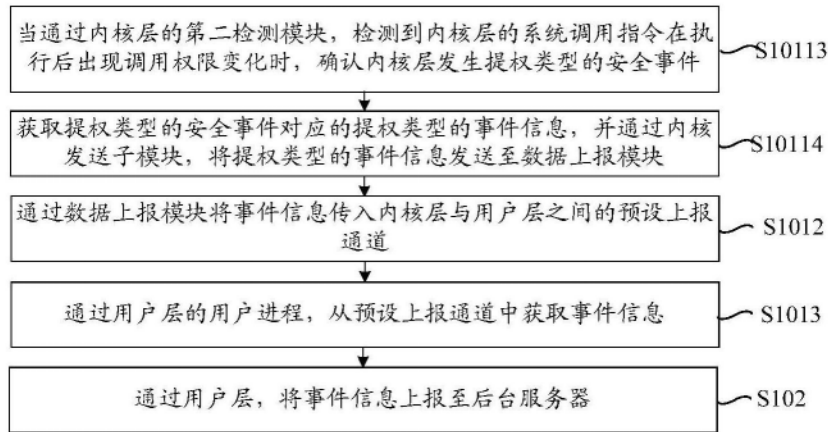 当通过内核层的第二检测模块，检测到内核层的系统调用指令在执
行后出现调用权限变化时，确认内核层发生提权类型的安全事件
S10113
获取提权类型的安全事件对应的提权类型的事件信息，并通过内核
发送子模块，将提权类型的事件信息发送至数据上报模块
S10114
通过数据上报模块将事件信息传入内核层与用户层之间的预设上报
通道
S1012
通过用户层的用户进程，从预设上报通道中获取事件信息
S1013
通过用户层，将事件信息上报至后台服务器
S102